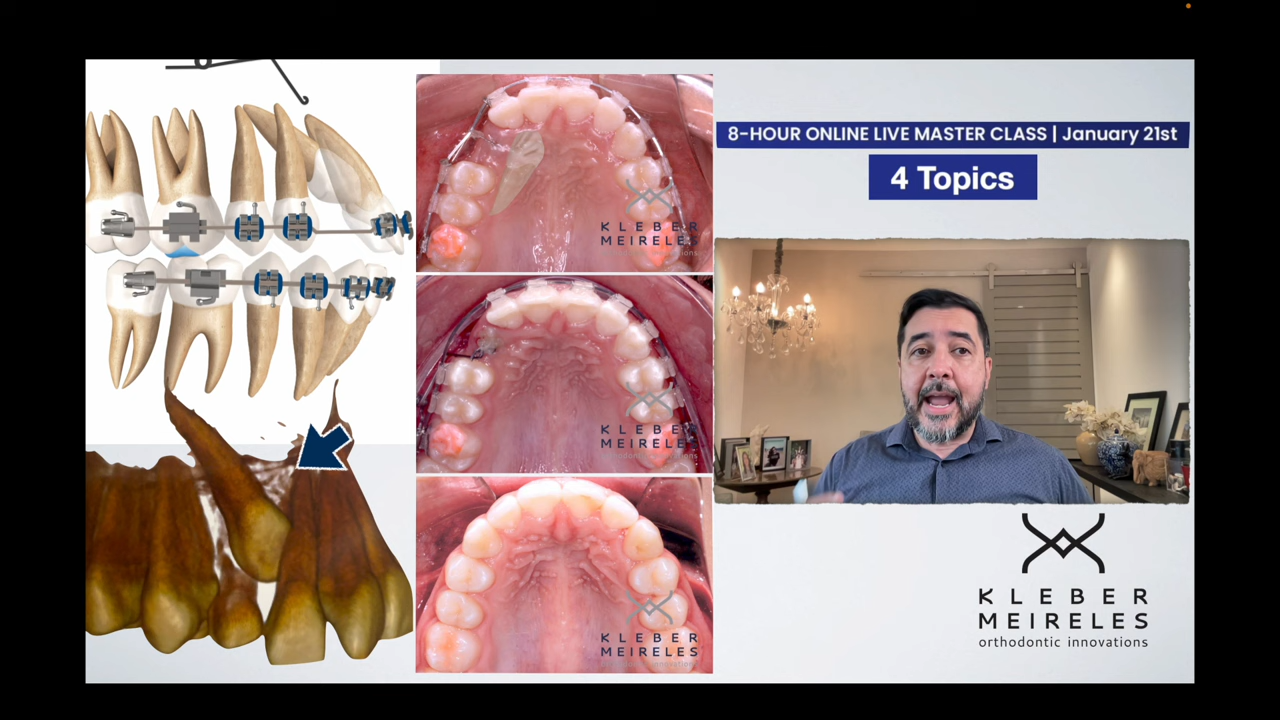 8-HOUR ONLINE LIVE MASTER CLASS | January 21st
4 Topics
KLEBER
MEIRELES
KLEBER
MEIRELES
KLEBER
MEIRELES
KLEBER
MEIRELES
orthodontic innovations